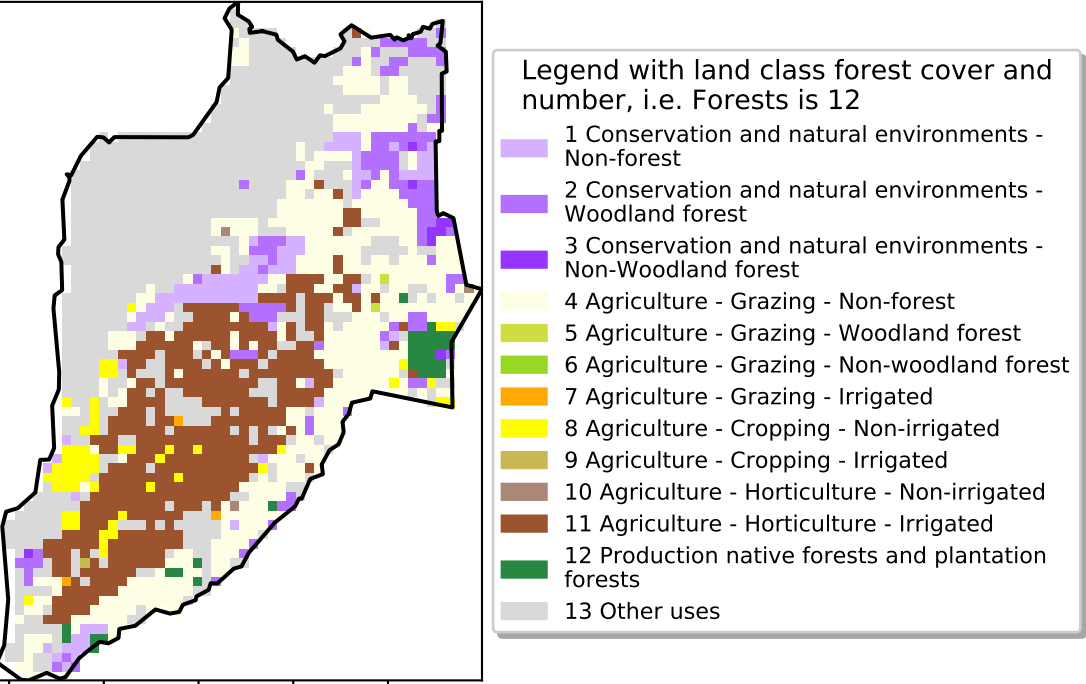 Legend with land class forest cover and
number, i.e. Forests is 12
1 Conservation and natural environments -
Non-forest
2 Conservation and natural environments -
Woodland forest
3 Conservation and natural environments -
Non-Woodland forest
4 Agriculture - Grazing - Non-forest
5 Agriculture - Grazing - Woodland forest
6 Agriculture - Grazing - Non-woodland forest
7 Agriculture - Grazing - Irrigated
8 Agriculture - Cropping - Non-irrigated
9 Agriculture - Cropping - Irrigated
10 Agriculture - Horticulture - Non-irrigated
11 Agriculture - Horticulture - Irrigated
12 Production native forests and plantation
forests
13 Other uses